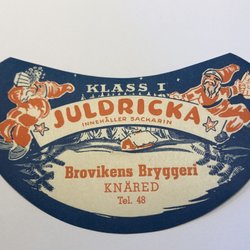 KLASS I
JULDRICKA
INNEHÅLLER SACKARIN
Brovikens Bryggeri
KNÄRED
Tel. 48